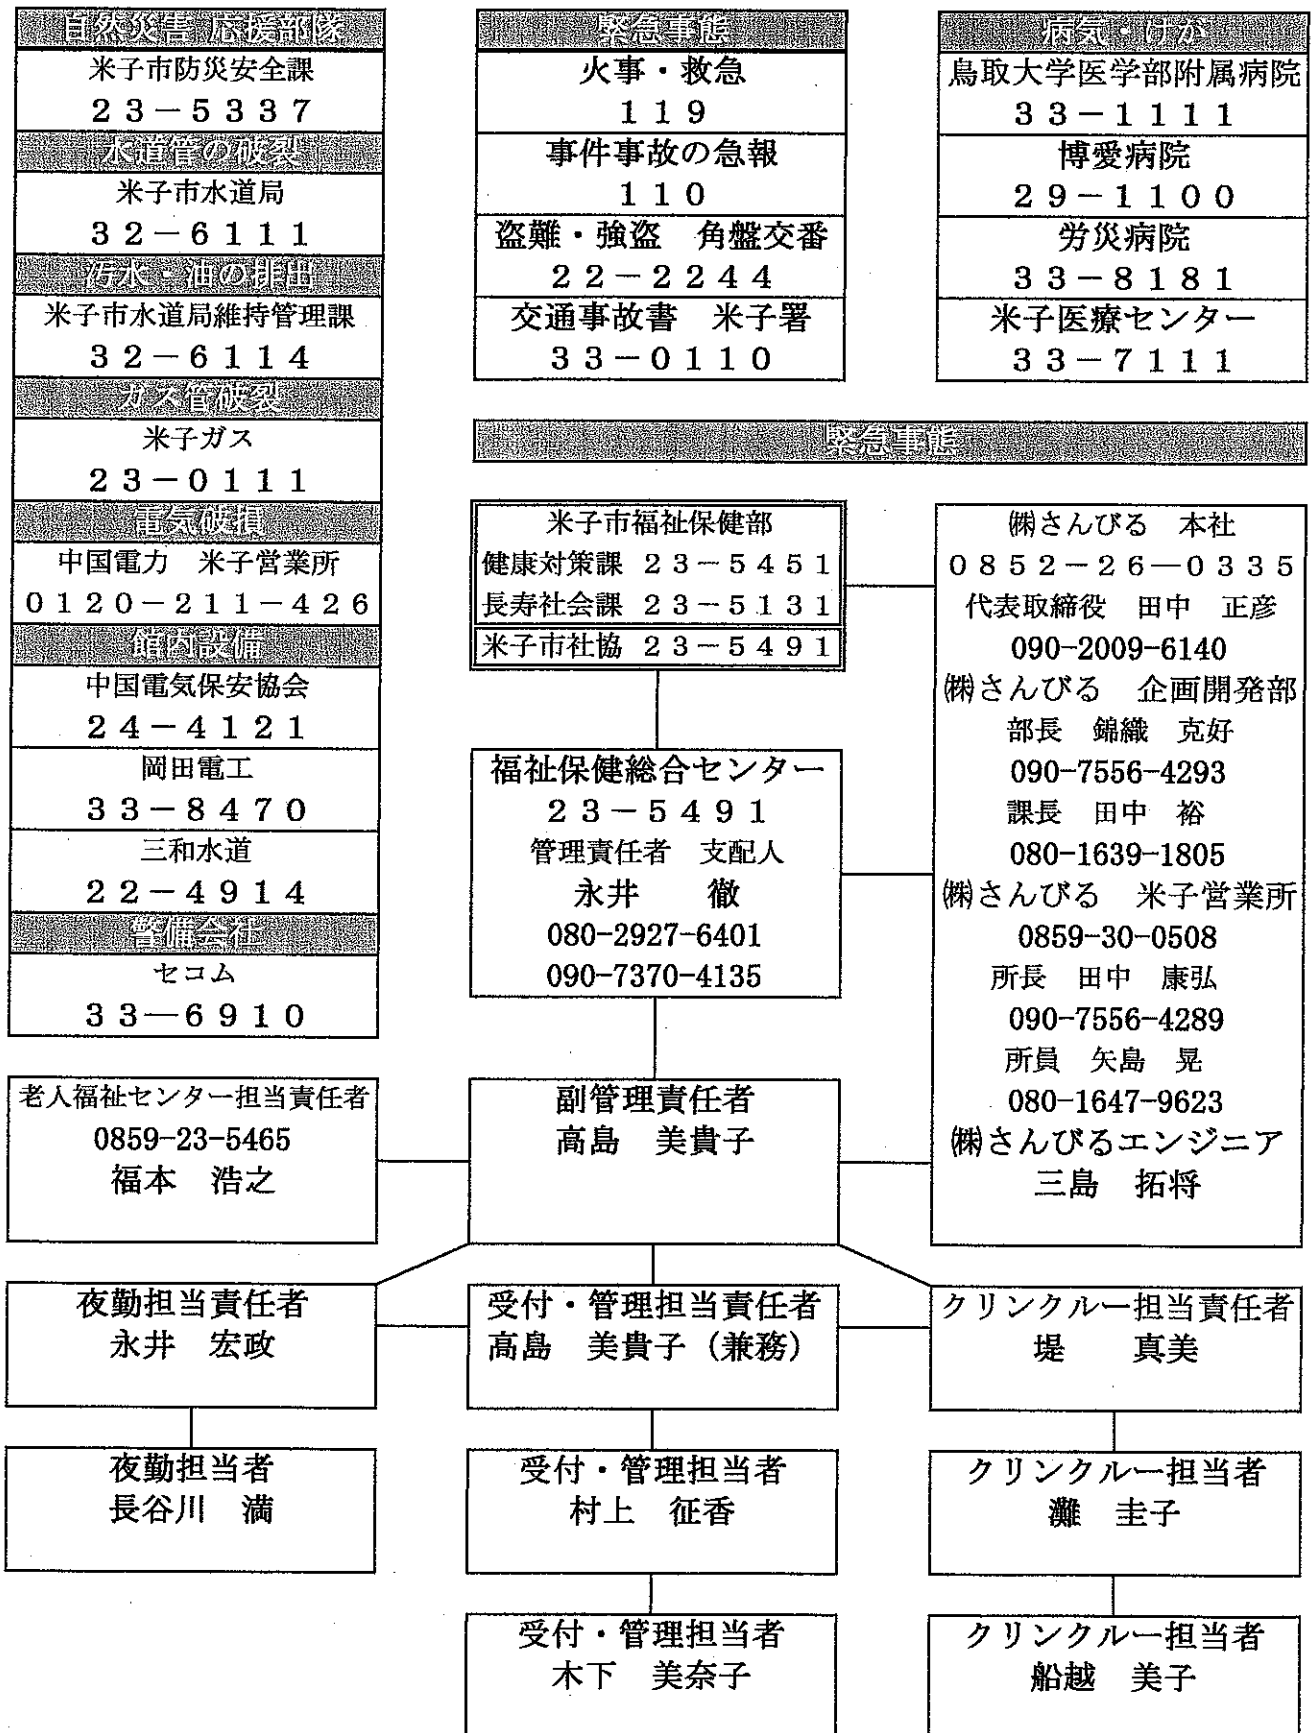 自然災害 応援部隊
米子市防災安全課
23－5337
水道管の破裂
米子市水道局
32－6111
汚水・油の排出
米子市水道局維持管理課
32－6114
ガス管破裂
米子ガス
23－0111
電気破損
中国電力　米子営業所
0120－211－426
館内設備
中国電気保安協会
24－4121
岡田電工
33－8470
三和水道
22－4914
警備会社
セコム
33―6910
緊急事態
火事・救急
119
事件事故の急報
110
盗難・強盗　角盤交番
22－2244
交通事故書　米子署
33－0110
病気・けが
鳥取大学医学部附属病院
33－1111
博愛病院
29－1100
労災病院
33－8181
米子医療センター
33－7111
緊急事態
米子市福祉保健部
健康対策課 23－5451
長寿社会課 23－5131
米子市社協 23－5491
福祉保健総合センター
23－5491
管理責任者　支配人
永井　　徹
080-2927-6401
090-7370-4135
㈱さんびる　本社
0852－26―0335
代表取締役　田中　正彦
090-2009-6140
㈱さんびる　企画開発部
部長　錦織　克好
090-7556-4293
課長　田中　裕
080-1639-1805
㈱さんびる　米子営業所
0859-30-0508
所長　田中　康弘
090-7556-4289
所員　矢島　晃
080-1647-9623
㈱さんびるエンジニア
三島　拓将
老人福祉センター担当責任者
0859-23-5465
福本　浩之
副管理責任者
高島　美貴子
夜勤担当責任者
永井　宏政
受付・管理担当責任者
高島　美貴子（兼務）
クリンクルー担当責任者
堤　　真美
夜勤担当者
長谷川　満
受付・管理担当者
村上　征香
クリンクルー担当者
灘　圭子
受付・管理担当者
木下　美奈子
クリンクルー担当者
船越　美子